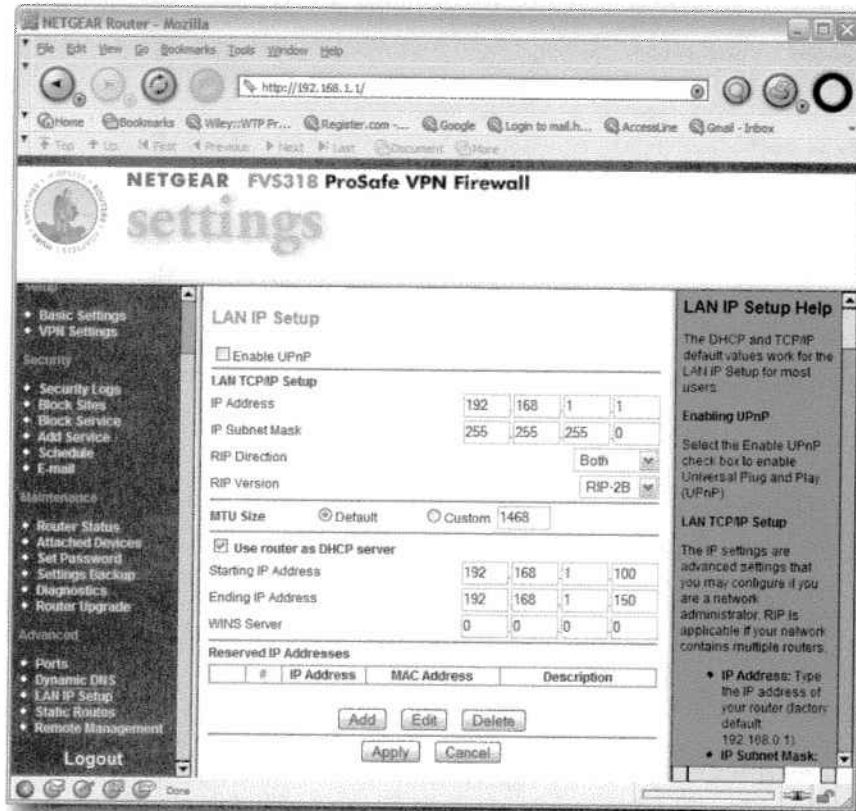 NETGEAR Router - Mozilla
File Edit View Go Bookmarks Tools Window Help
http://192.168.1.1/
Home Bookmarks Wiley::WTP Pr... Register.com -... Google Login to mail.h... AccessLine Gmail - Inbox
Top Up First Previous Next Last Document More
NETGEAR FVS318 ProSafe VPN Firewall
settings
Setup
Basic Settings
VPN Settings
Security
Security Logs
Block Sites
Block Service
Add Service
Schedule
E-mail
Maintenance
Router Status
Attached Devices
Set Password
Settings Backup
Diagnostics
Router Upgrade
Advanced
Ports
Dynamic DNS
LAN IP Setup
Static Routes
Remote Management
Logout
LAN IP Setup
Enable UPnP
LAN TCP/IP Setup
IP Address 192 .168 .1 .1
IP Subnet Mask 255 .255 .255 .0
RIP Direction Both
RIP Version RIP-2B
MTU Size Default Custom 1468
Use router as DHCP server
Starting IP Address 192 .168 .1 .100
Ending IP Address 192 .168 .1 .150
WINS Server 0 .0 .0 .0
Reserved IP Addresses
# IP Address MAC Address Description
Add Edit Delete
Apply Cancel
LAN IP Setup Help
The DHCP and TCP/IP
default values work for the
LAN IP Setup for most
users.
Enabling UPnP
Select the Enable UPnP
check box to enable
Universal Plug and Play
(UPnP)
LAN TCP/IP Setup
The IP settings are
advanced settings that
you may configure if you
are a network
administrator. RIP is
applicable if your network
contains multiple routers.
IP Address: Type
the IP address of
your router (factory
default
192.168.0.1)
IP Subnet Mask:
Done